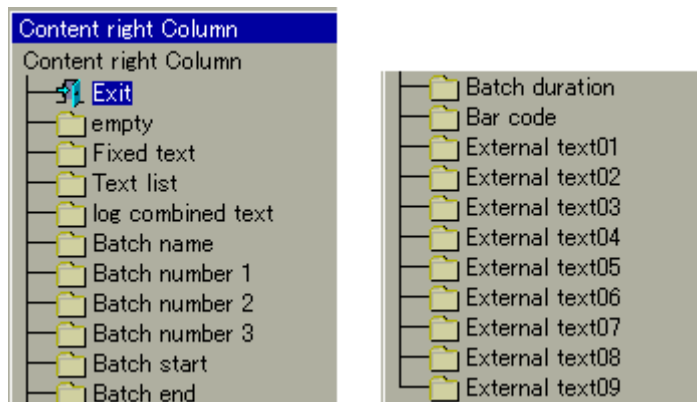 Content right Column
Content right Column
Exit
empty
Fixed text
Text list
log combined text
Batch name
Batch number 1
Batch number 2
Batch number 3
Batch start
Batch end
Batch duration
Bar code
External text01
External text02
External text03
External text04
External text05
External text06
External text07
External text08
External text09